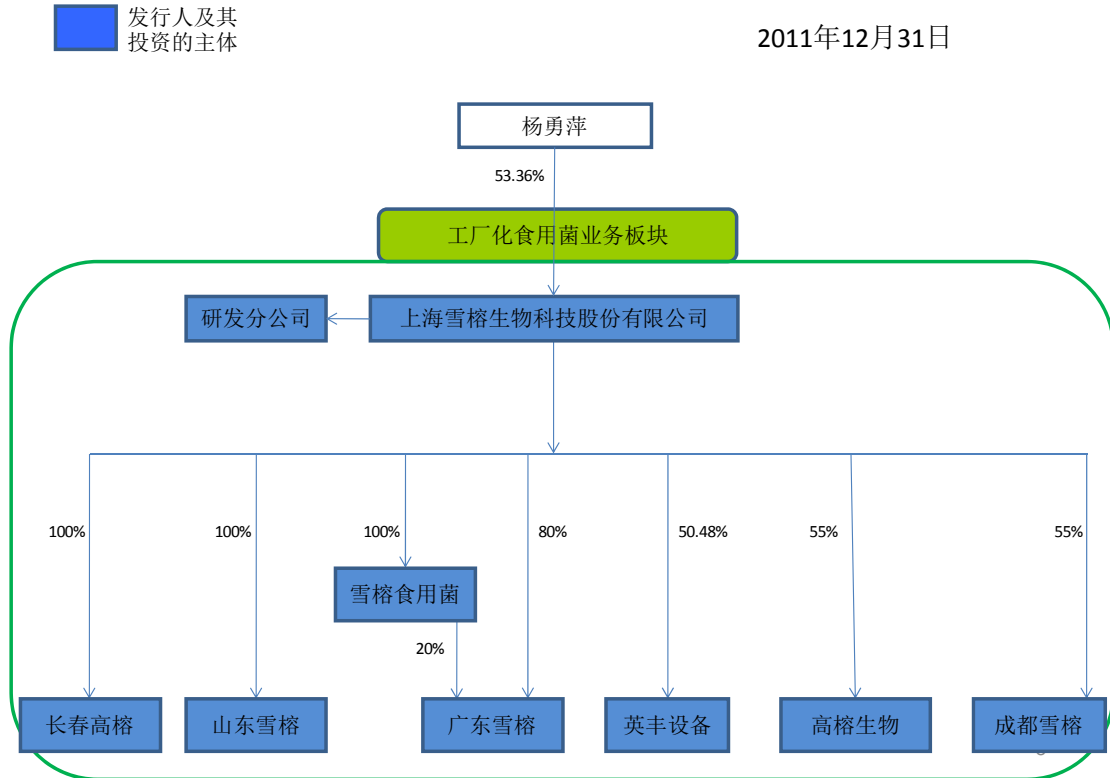 发行人及其
投资的主体
2011年12月31日
杨勇萍
53.36%
工厂化食用菌业务板块
研发分公司
上海雪榕生物科技股份有限公司
100%
100%
100%
80%
50.48%
55%
55%
雪榕食用菌
20%
长春高榕
山东雪榕
广东雪榕
英丰设备
高榕生物
成都雪榕